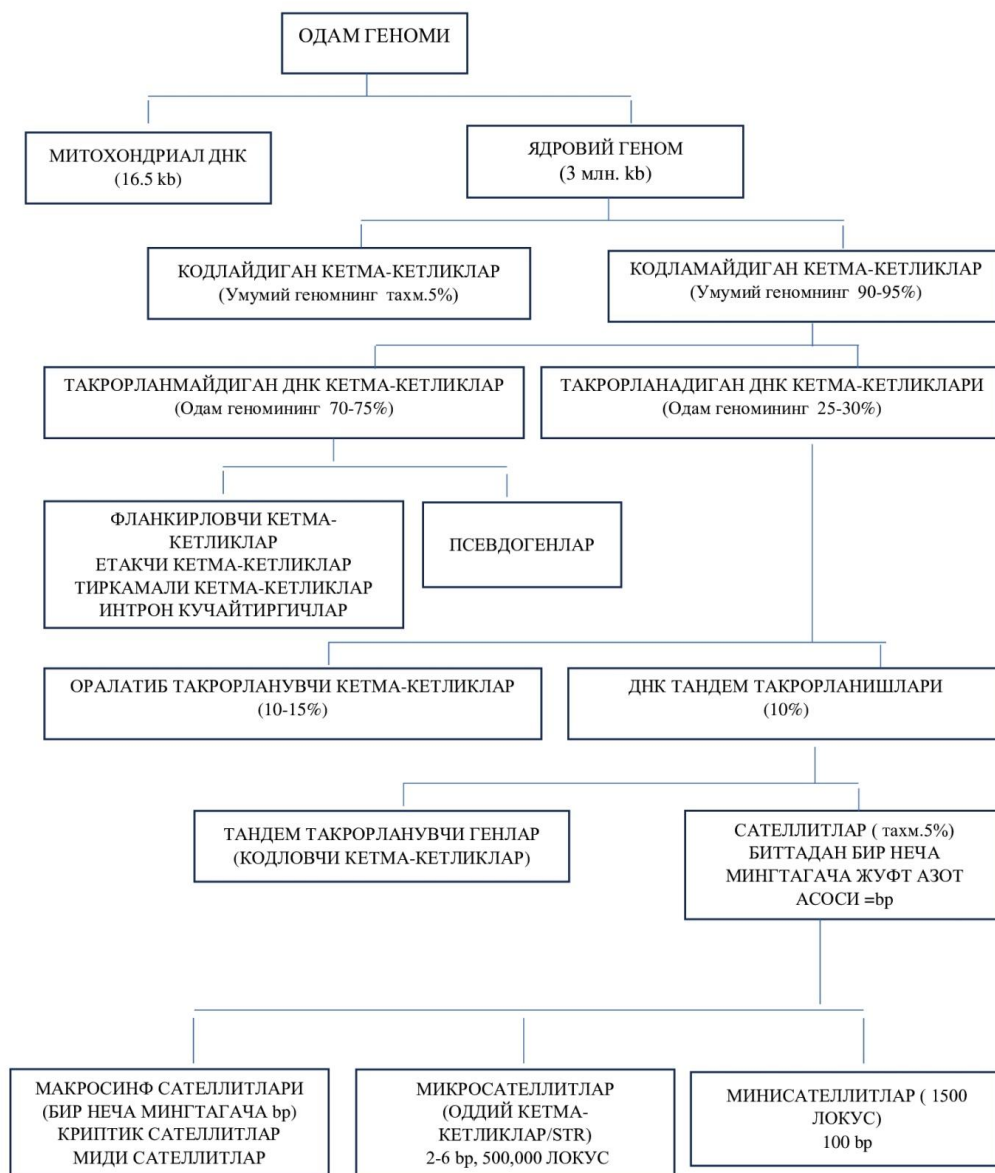 ОДАМ ГЕНОМИ
МИТОХОНДРИАЛ ДНК
(16.5 kb)
ЯДРОВИЙ ГЕНОМ
(3 млн. kb)
КОДЛАЙДИГАН КЕТМА-КЕТЛИКЛАР
(Умумий геномнинг тахм.5%)
КОДЛАМАЙДИГАН КЕТМА-КЕТЛИКЛАР
(Умумий геномнинг 90-95%)
ТАКРОРЛАНМАЙДИГАН ДНК КЕТМА-КЕТЛИКЛАР
(Одам геномининг 70-75%)
ТАКРОРЛАНАДИГАН ДНК КЕТМА-КЕТЛИКЛАРИ
(Одам геномининг 25-30%)
ФЛАНКИРЛОВЧИ КЕТМА-
КЕТЛИКЛАР
ЕТАКЧИ КЕТМА-КЕТЛИКЛАР
ТИРКАМАЛИ КЕТМА-КЕТЛИКЛАР
ИНТРОН КУЧАЙТИРГИЧЛАР
ПСЕВДОГЕНЛАР
ОРАЛАТИБ ТАКРОРЛАНУВЧИ КЕТМА-КЕТЛИКЛАР
(10-15%)
ДНК ТАНДЕМ ТАКРОРЛАНИШЛАРИ
(10%)
ТАНДЕМ ТАКРОРЛАНУВЧИ ГЕНЛАР
(КОДЛОВЧИ КЕТМА-КЕТЛИКЛАР)
САТЕЛЛИТЛАР ( тахм.5%)
БИТТАДАН БИР НЕЧА
МИНГТАГАЧА ЖУФТ АЗОТ
АСОСИ =bp
МАКРОСИНФ САТЕЛЛИТЛАРИ
(БИР НЕЧА МИНГТАГАЧА bp)
КРИПТИК САТЕЛЛИТЛАР
МИДИ САТЕЛЛИТЛАР
МИКРОСАТЕЛЛИТЛАР
(ОДДИЙ КЕТМА-
КЕТЛИКЛАР/STR)
2-6 bp, 500,000 ЛОКУС
МИНИСАТЕЛЛИТЛАР ( 1500
ЛОКУС)
100 bp